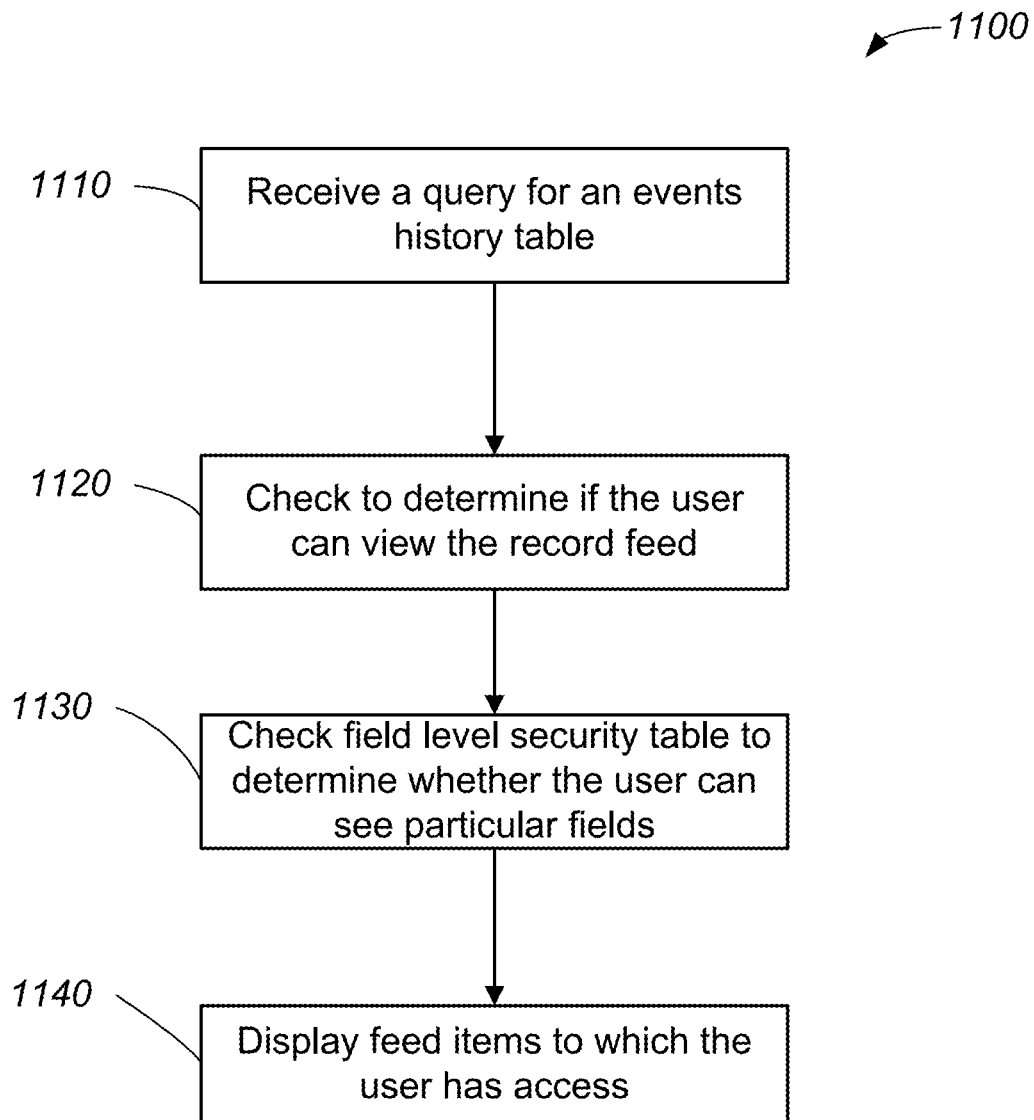 1100
1110
Receive a query for an events
history table
1120
Check to determine if the user
can view the record feed
1130
Check field level security table to
determine whether the user can
see particular fields
1140
Display feed items to which the
user has access